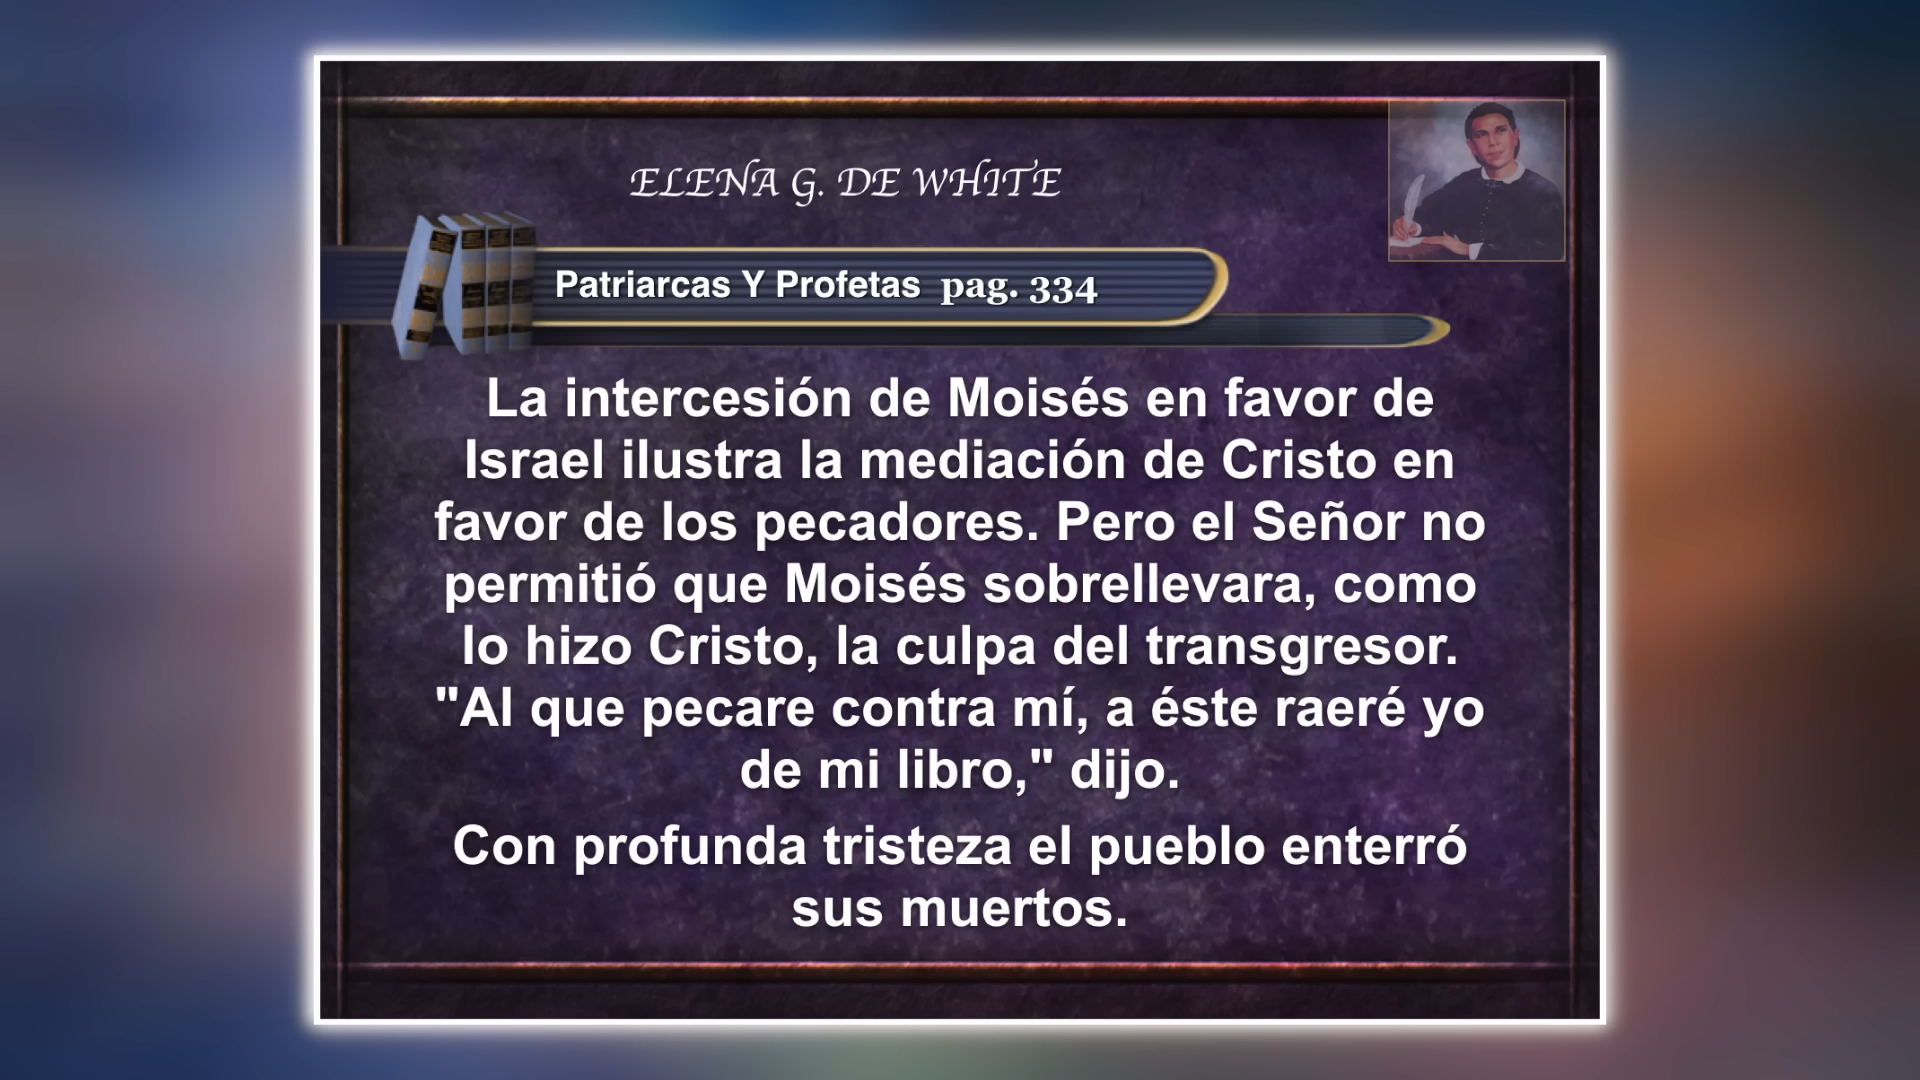 ELENA G. DE WHITE
Patriarcas Y Profetas pag. 334
La intercesión de Moisés en favor de
Israel ilustra la mediación de Cristo en
favor de los pecadores. Pero el Señor no
permitió que Moisés sobrellevara, como
lo hizo Cristo, la culpa del transgresor.
"Al que pecare contra mí, a éste raeré yo
de mi libro," dijo.
Con profunda tristeza el pueblo enterró
sus muertos.